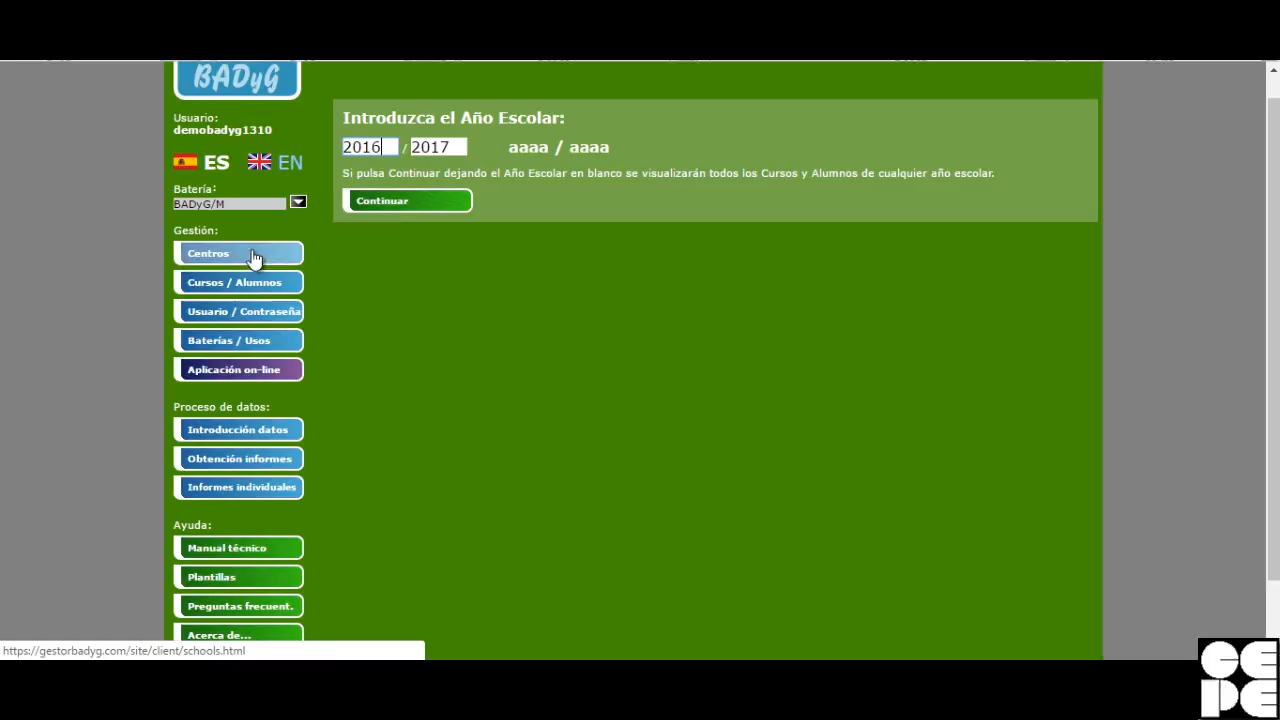 BADyG
Usuario:
demobadyg1310
ES EN
Batería:
BADyG/M
Gestión:
Centros
Cursos / Alumnos
Usuario / Contraseña
Baterías / Usos
Aplicación on-line
Proceso de datos:
Introducción datos
Obtención informes
Informes individuales
Ayuda:
Manual técnico
Plantillas
Preguntas frecuent.
Acerca de...
Introduzca el Año Escolar:
2016 / 2017 aaaa / aaaa
Si pulsa Continuar dejando el Año Escolar en blanco se visualizarán todos los Cursos y Alumnos de cualquier año escolar.
Continuar
https://gestorbadyg.com/site/client/schools.html
CEPE